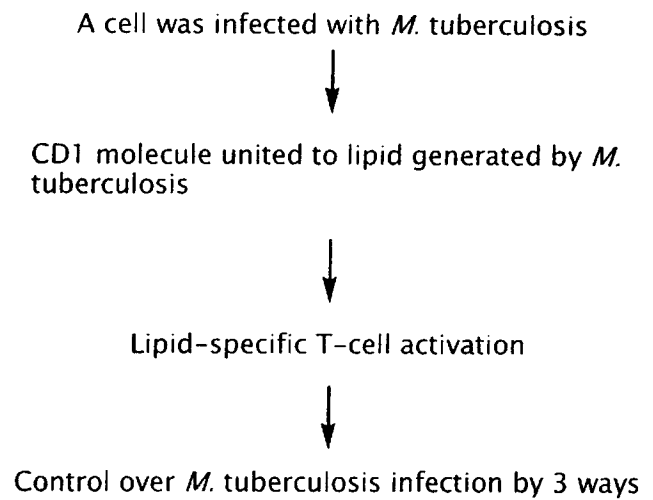 A cell was infected with M. tuberculosis
CD1 molecule united to lipid generated by M.
tuberculosis
Lipid-specific T-cell activation
Control over M. tuberculosis infection by 3 ways